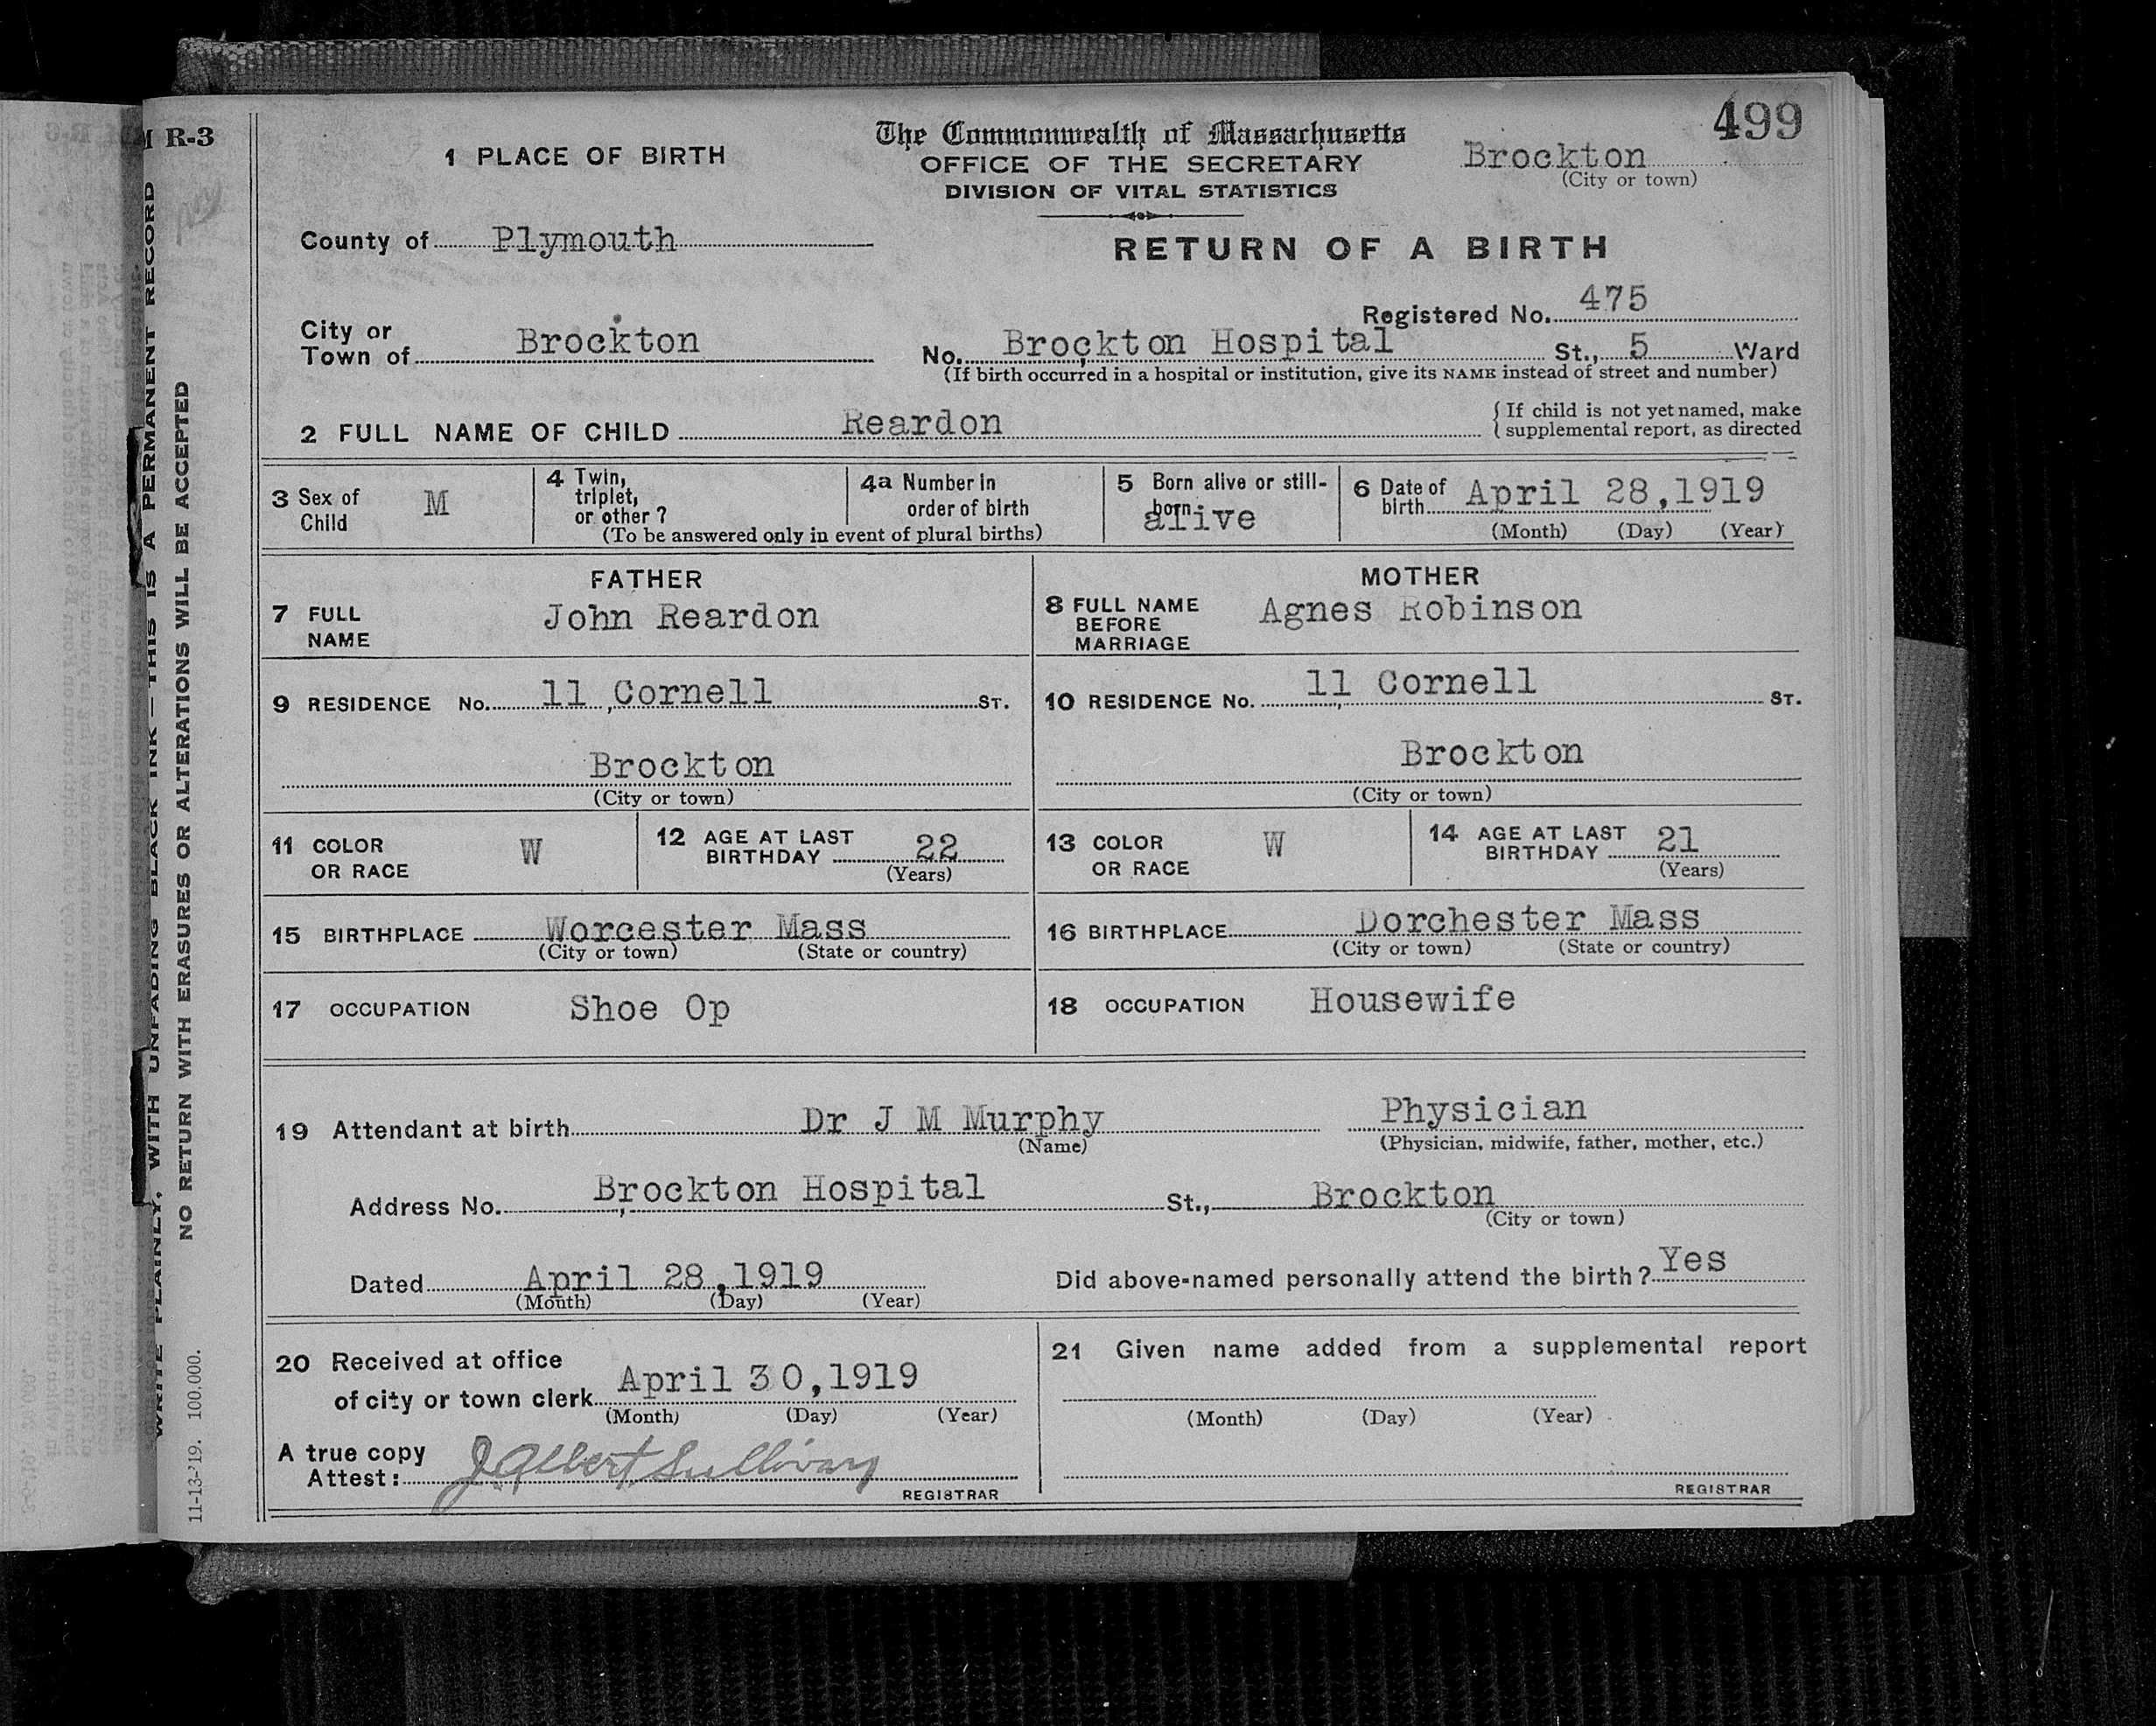 499
M R-3
The Commonwealth of Massachusetts
1 PLACE OF BIRTH
OFFICE OF THE SECRETARY
Brockton
(City or town)
DIVISION OF VITAL STATISTICS
County of Plymouth
RETURN OF A BIRTH
Registered No. 475
City or
Town of Brockton
No. Brockton Hospital St., 5 Ward
(If birth occurred in a hospital or institution, give its NAME instead of street and number)
2 FULL NAME OF CHILD Reardon
{If child is not yet named, make
supplemental report, as directed
3 Sex of
Child M
4 Twin,
triplet,
or other?
4a Number in
order of birth
(To be answered only in event of plural births)
5 Born alive or still-
born
alive
6 Date of
birth April 28,1919
(Month) (Day) (Year)
FATHER
7 FULL
NAME John Reardon
MOTHER
8 FULL NAME
BEFORE
MARRIAGE Agnes Robinson
9 RESIDENCE No. 11 Cornell ST.
Brockton
(City or town)
10 RESIDENCE No. 11 Cornell ST.
Brockton
(City or town)
11 COLOR
OR RACE W
12 AGE AT LAST
BIRTHDAY 22
(Years)
13 COLOR
OR RACE W
14 AGE AT LAST
BIRTHDAY 21
(Years)
15 BIRTHPLACE Worcester Mass
(City or town) (State or country)
16 BIRTHPLACE Dorchester Mass
(City or town) (State or country)
17 OCCUPATION Shoe Op
18 OCCUPATION Housewife
19 Attendant at birth Dr J M Murphy Physician
(Name) (Physician, midwife, father, mother, etc.)
Address No. Brockton Hospital St., Brockton
(City or town)
Dated April 28,1919
(Month) (Day) (Year)
Did above-named personally attend the birth? Yes
20 Received at office
of city or town clerk April 30,1919
(Month) (Day) (Year)
A true copy
Attest: J. Albert Sullivan
REGISTRAR
21 Given name added from a supplemental report
(Month) (Day) (Year)
REGISTRAR
WRITE PLAINLY, WITH UNFADING BLACK INK — THIS IS A PERMANENT RECORD
NO RETURN WITH ERASURES OR ALTERATIONS WILL BE ACCEPTED
11-13-'19. 100.000.